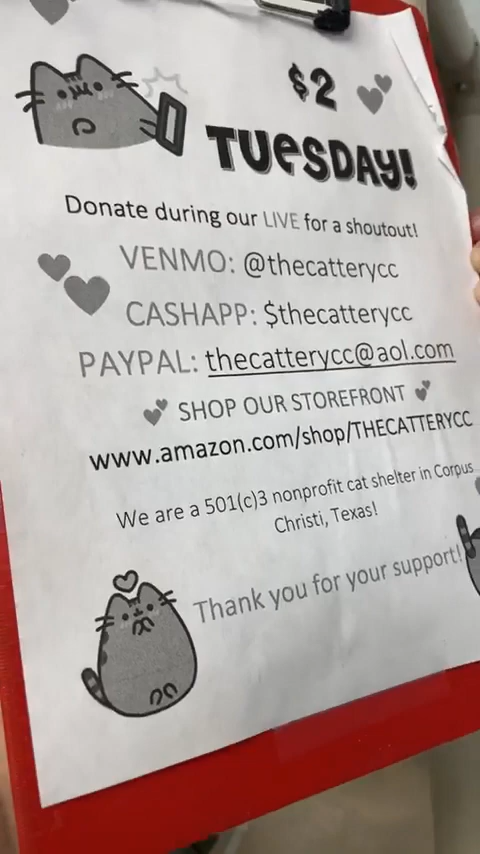 $2
TUESDAY!
Donate during our LIVE for a shoutout!
VENMO: @thecatterycc
CASHAPP: $thecatterycc
PAYPAL: thecatterycc@aol.com
SHOP OUR STOREFRONT
www.amazon.com/shop/THECATTERYCC
We are a 501(c)3 nonprofit cat shelter in Corpus
Christi, Texas!
Thank you for your support!